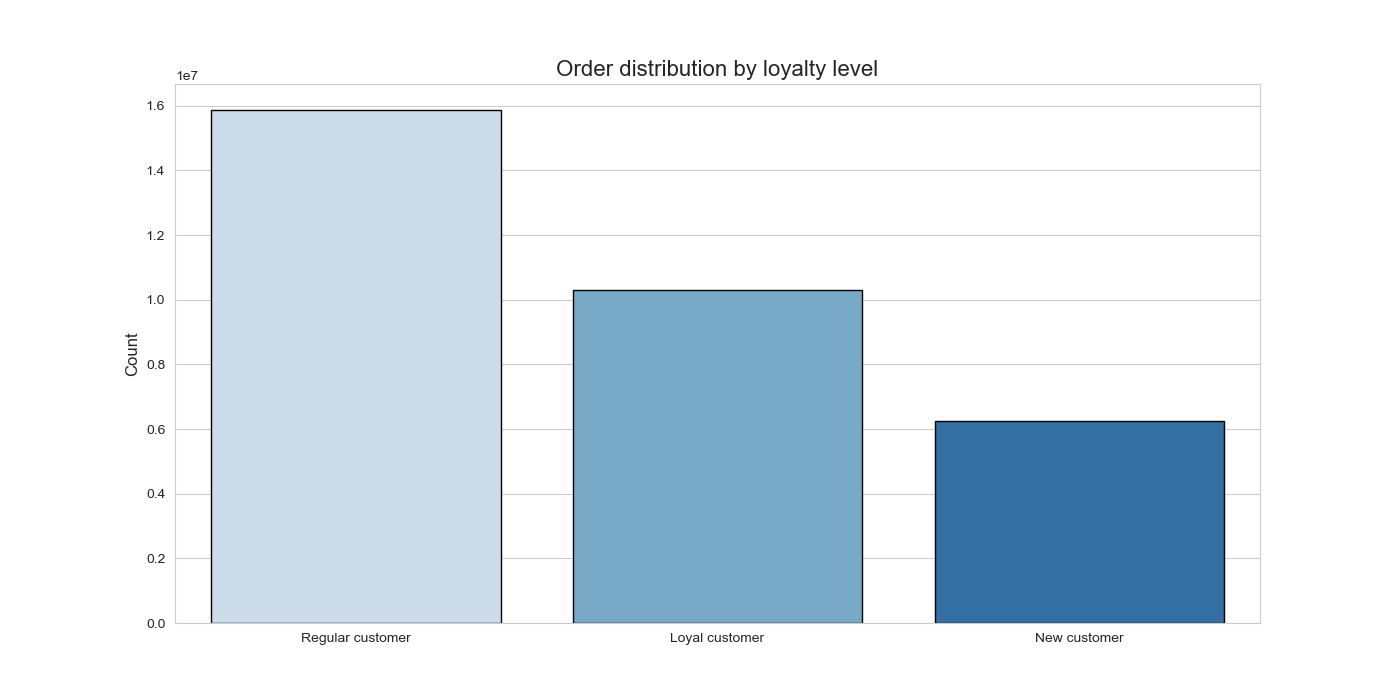 Order distribution by loyalty level
1e7
1.6
1.4
1.2
1.0
0.8
0.6
0.4
0.2
0.0
Count
Regular customer
Loyal customer
New customer